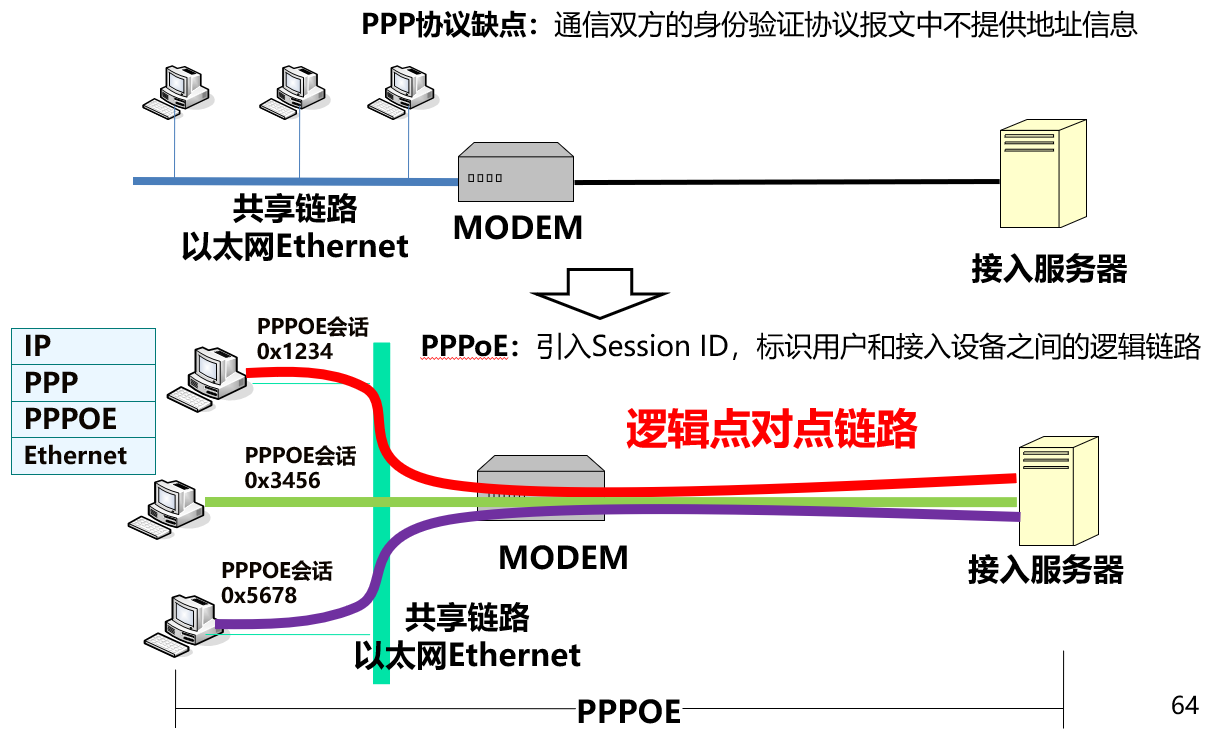 PPP协议缺点：通信双方的身份验证协议报文中不提供地址信息
共享链路
以太网Ethernet
MODEM
接入服务器
PPPoE：引入Session ID，标识用户和接入设备之间的逻辑链路
IP
PPP
PPPOE
Ethernet
PPPOE会话
0x1234
逻辑点对点链路
PPPOE会话
0x3456
MODEM
接入服务器
PPPOE会话
0x5678
共享链路
以太网Ethernet
PPPOE
64